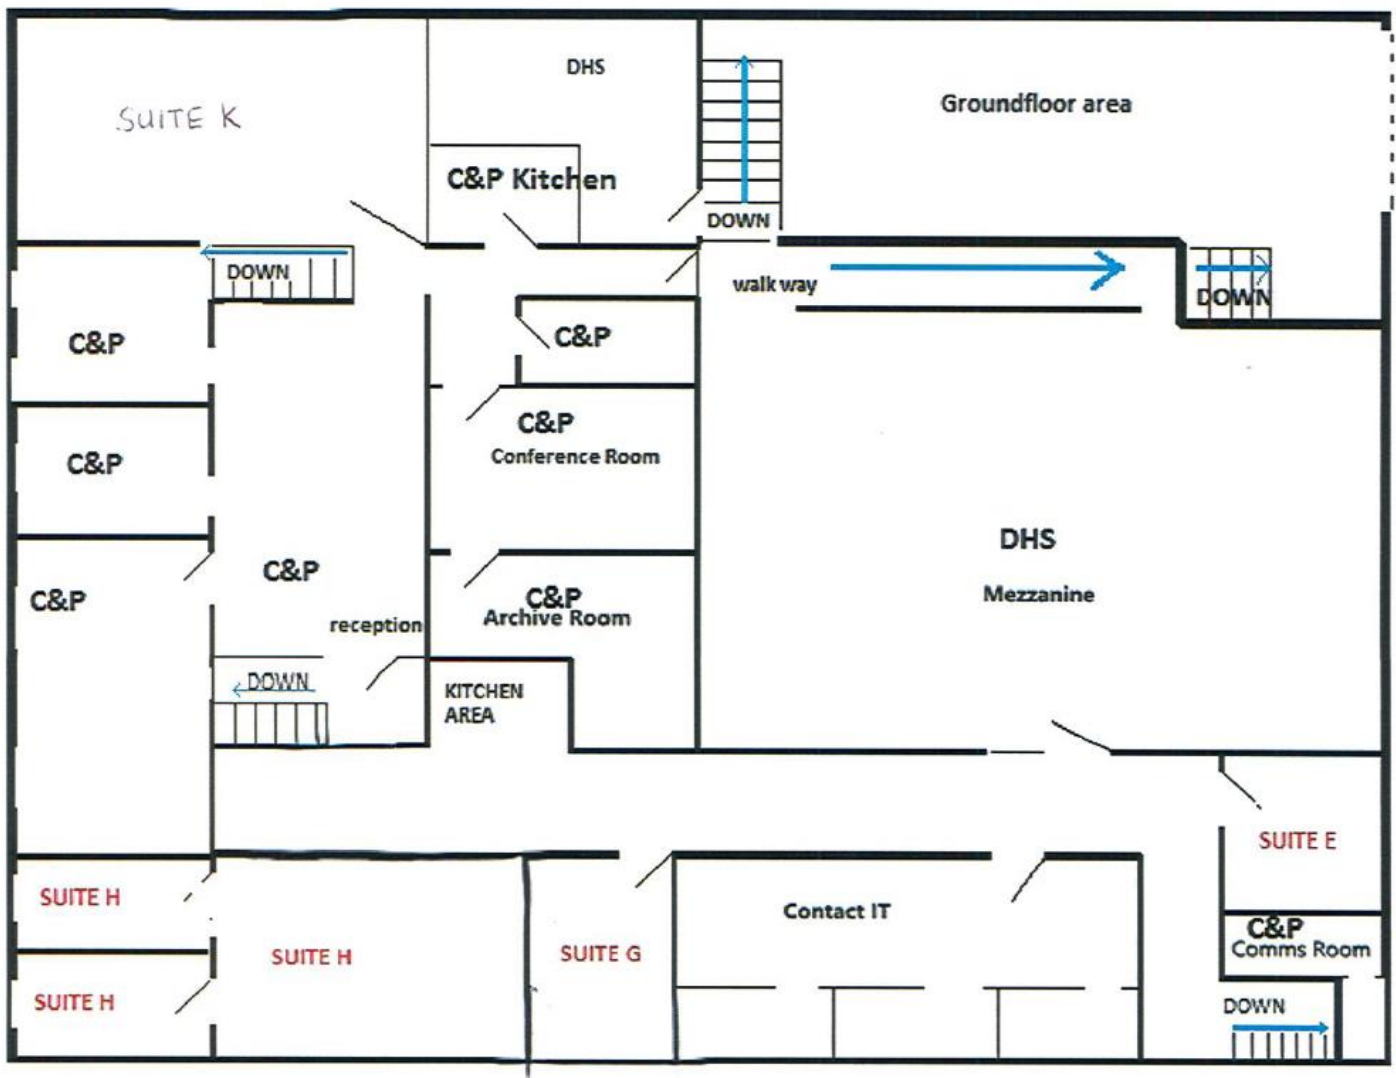 DHS
SUITE K
Groundfloor area
C&P Kitchen
DOWN
DOWN
walk way
DOWN
C&P
C&P
C&P
Conference Room
C&P
DHS
C&P
C&P
C&P
Archive Room
Mezzanine
reception
DOWN
KITCHEN
AREA
SUITE E
SUITE H
Contact IT
C&P
Comms Room
SUITE H
SUITE G
SUITE H
DOWN